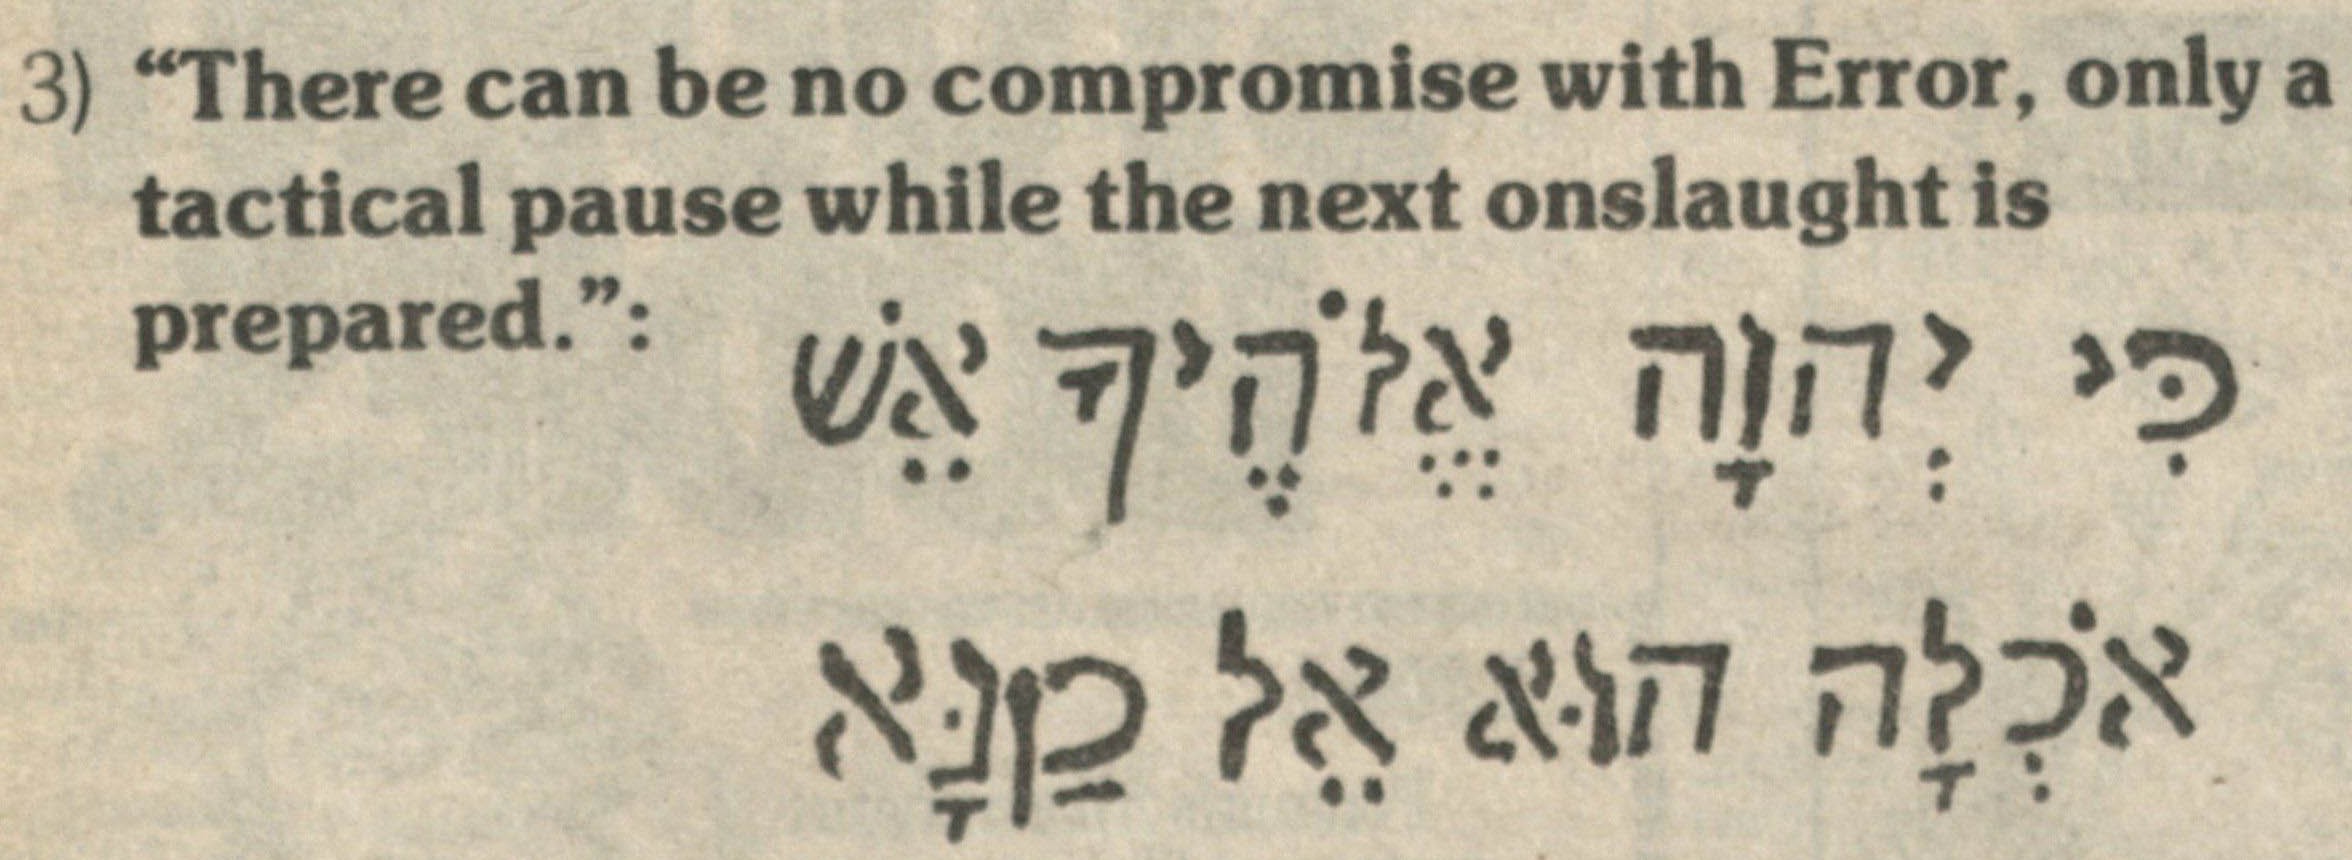 3) “There can be no compromise with Error, only a
tactical pause while the next onslaught is
prepared.”:
כִּי יְהוָה אֱלֹהֶיךָ אֵשׁ
אֹכְלָה הוּא אֵל קַנָּא